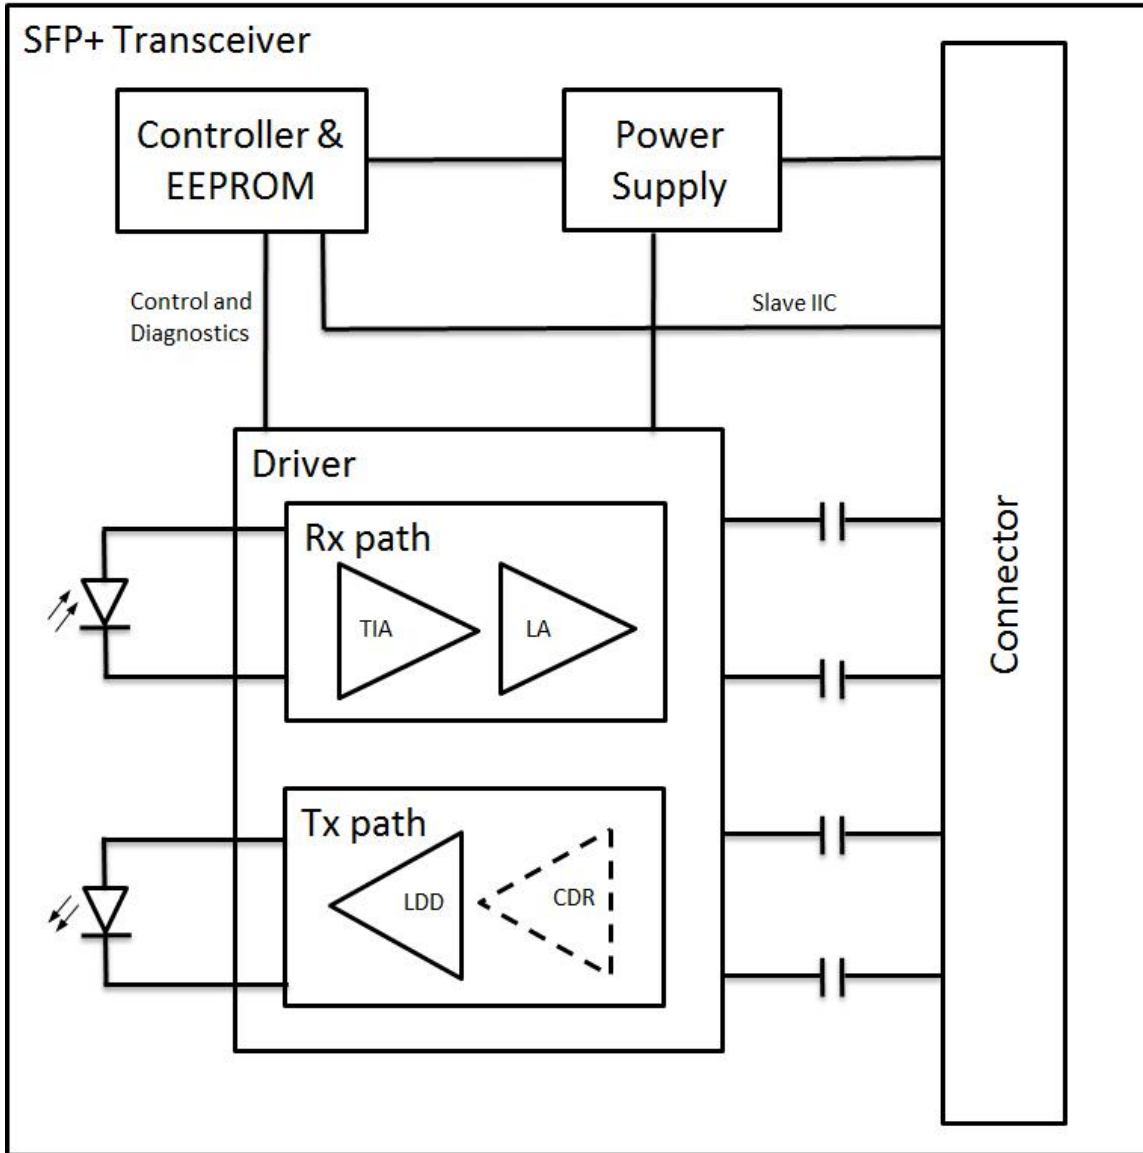 SFP+ Transceiver
Controller &
EEPROM
Power
Supply
Control and
Diagnostics
Slave IIC
Driver
Rx path
TIA
LA
Tx path
LDD
CDR
Connector